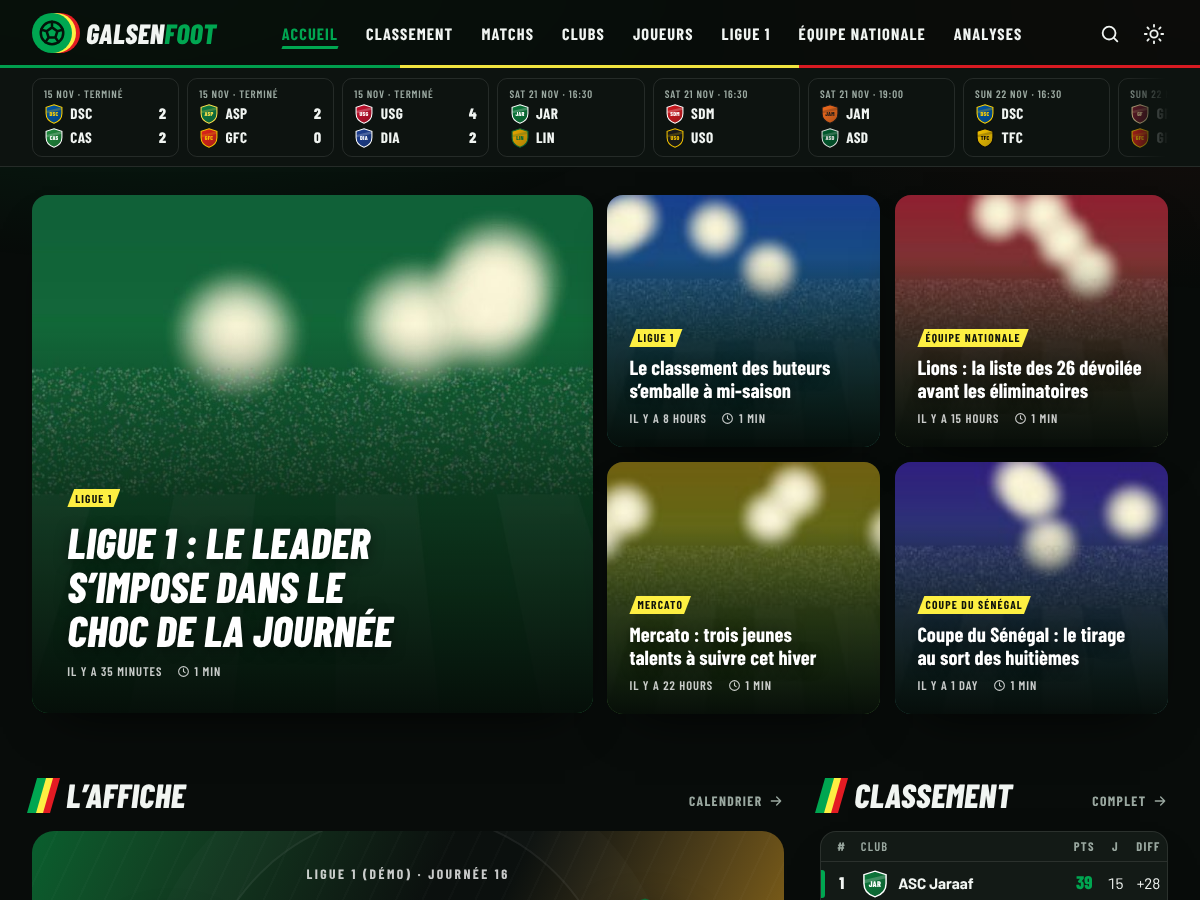 GALSENFOOT
ACCUEIL CLASSEMENT MATCHS CLUBS JOUEURS LIGUE 1 ÉQUIPE NATIONALE ANALYSES
15 NOV · TERMINÉ
DSC 2
CAS 2
15 NOV · TERMINÉ
ASP 2
GFC 0
15 NOV · TERMINÉ
USG 4
DIA 2
SAT 21 NOV · 16:30
JAR
LIN
SAT 21 NOV · 16:30
SDM
USO
SAT 21 NOV · 19:00
JAM
ASD
SUN 22 NOV · 16:30
DSC
TFC
SUN 22
LIGUE 1
LIGUE 1 : LE LEADER
S’IMPOSE DANS LE
CHOC DE LA JOURNÉE
IL Y A 35 MINUTES 1 MIN
LIGUE 1
Le classement des buteurs
s’emballe à mi-saison
IL Y A 8 HOURS 1 MIN
ÉQUIPE NATIONALE
Lions : la liste des 26 dévoilée
avant les éliminatoires
IL Y A 15 HOURS 1 MIN
MERCATO
Mercato : trois jeunes
talents à suivre cet hiver
IL Y A 22 HOURS 1 MIN
COUPE DU SÉNÉGAL
Coupe du Sénégal : le tirage
au sort des huitièmes
IL Y A 1 DAY 1 MIN
L’AFFICHE
CALENDRIER
LIGUE 1 (DÉMO) · JOURNÉE 16
CLASSEMENT
COMPLET
# CLUB PTS J DIFF
1 JAR ASC Jaraaf 39 15 +28